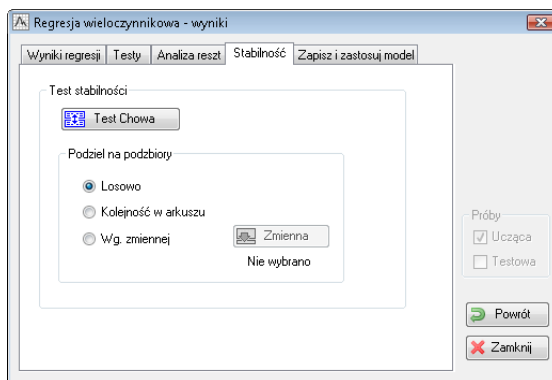 Regresja wieloczynnikowa - wyniki
Wyniki regresji Testy Analiza reszt Stabilność Zapisz i zastosuj model
Test stabilności
Test Chowa
Podziel na podzbiory
Losowo
Kolejność w arkuszu
Wg. zmiennej
Zmienna
Nie wybrano
Próby
Ucząca
Testowa
Powrót
Zamknij